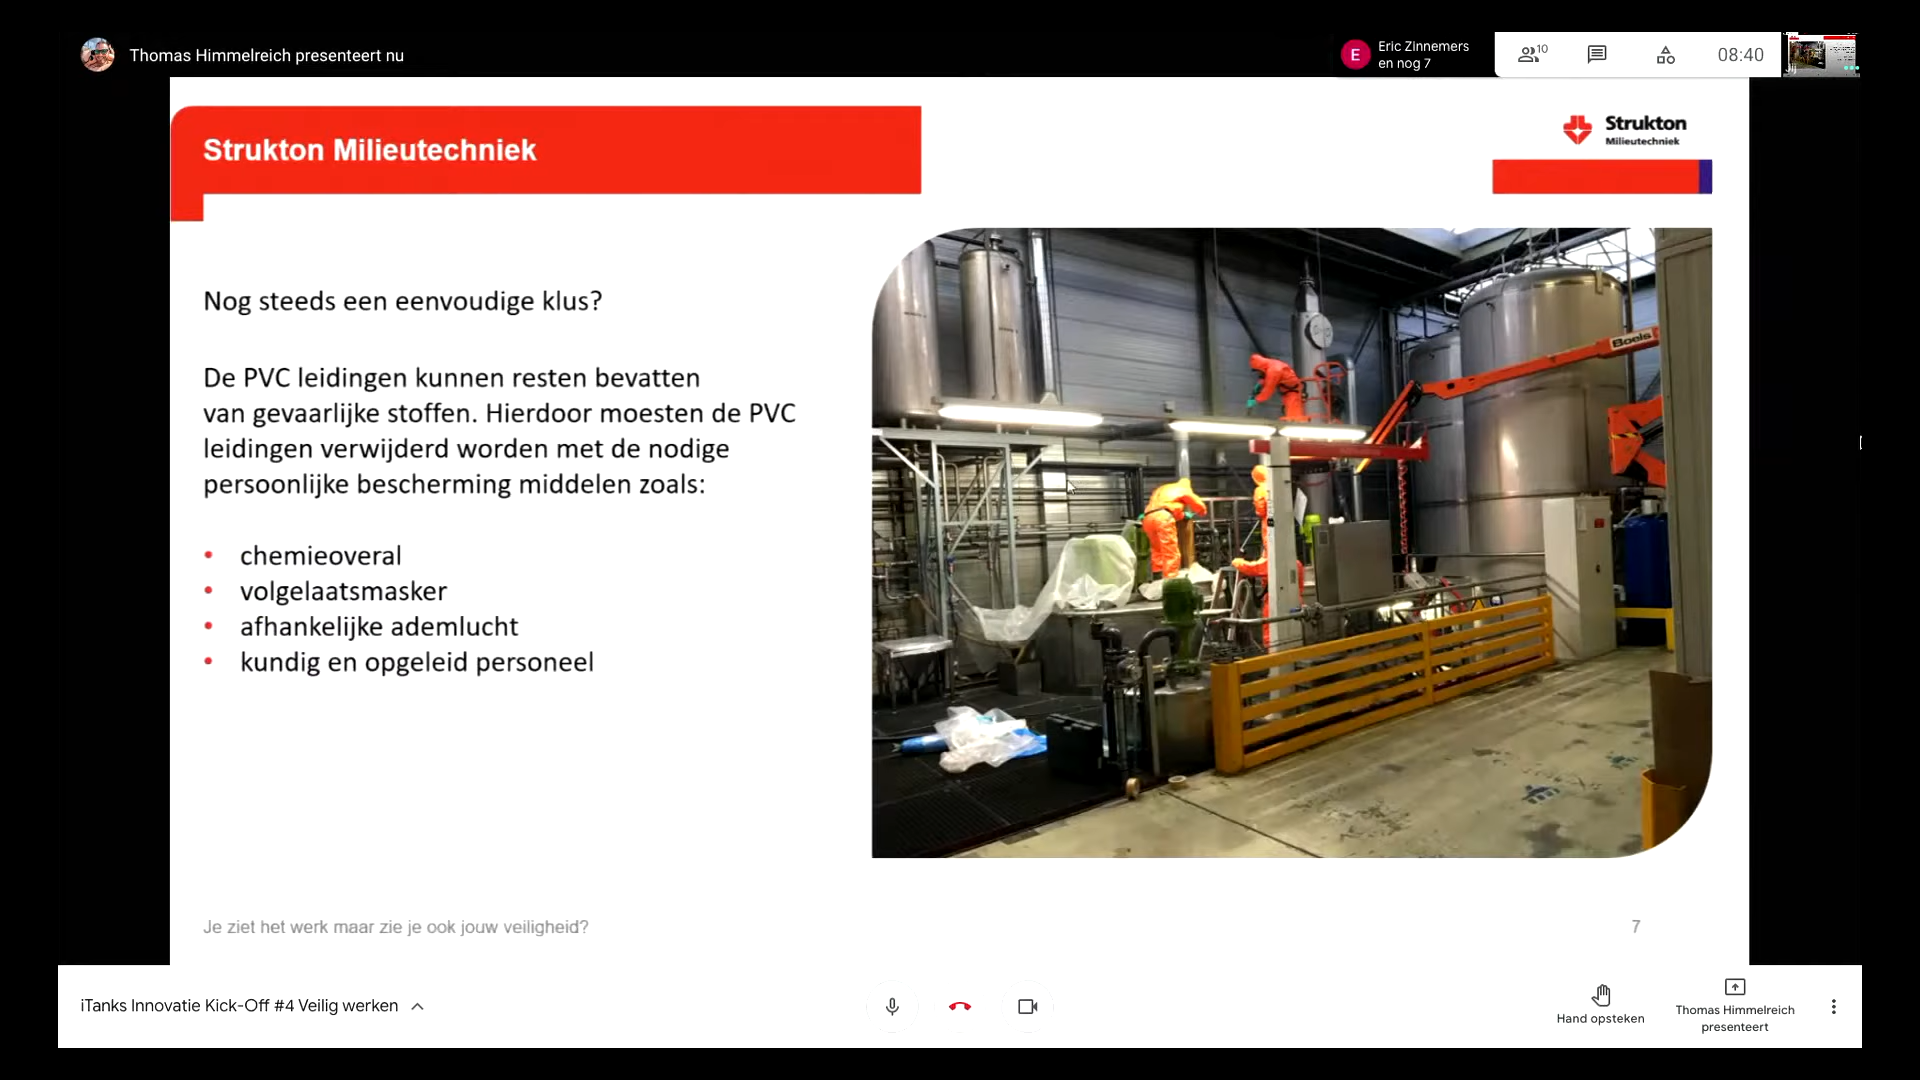 Thomas Himmelreich presenteert nu
E
Eric Zinnemers
en nog 7
10
08:40
Strukton Milieutechniek
Strukton
Milieutechniek
Nog steeds een eenvoudige klus?
De PVC leidingen kunnen resten bevatten
van gevaarlijke stoffen. Hierdoor moesten de PVC
leidingen verwijderd worden met de nodige
persoonlijke bescherming middelen zoals:
• chemieoveral
• volgelaatsmasker
• afhankelijke ademlucht
• kundig en opgeleid personeel
Boels
Je ziet het werk maar zie je ook jouw veiligheid?
7
iTanks Innovatie Kick-Off #4 Veilig werken
Hand opsteken
Thomas Himmelreich
presenteert